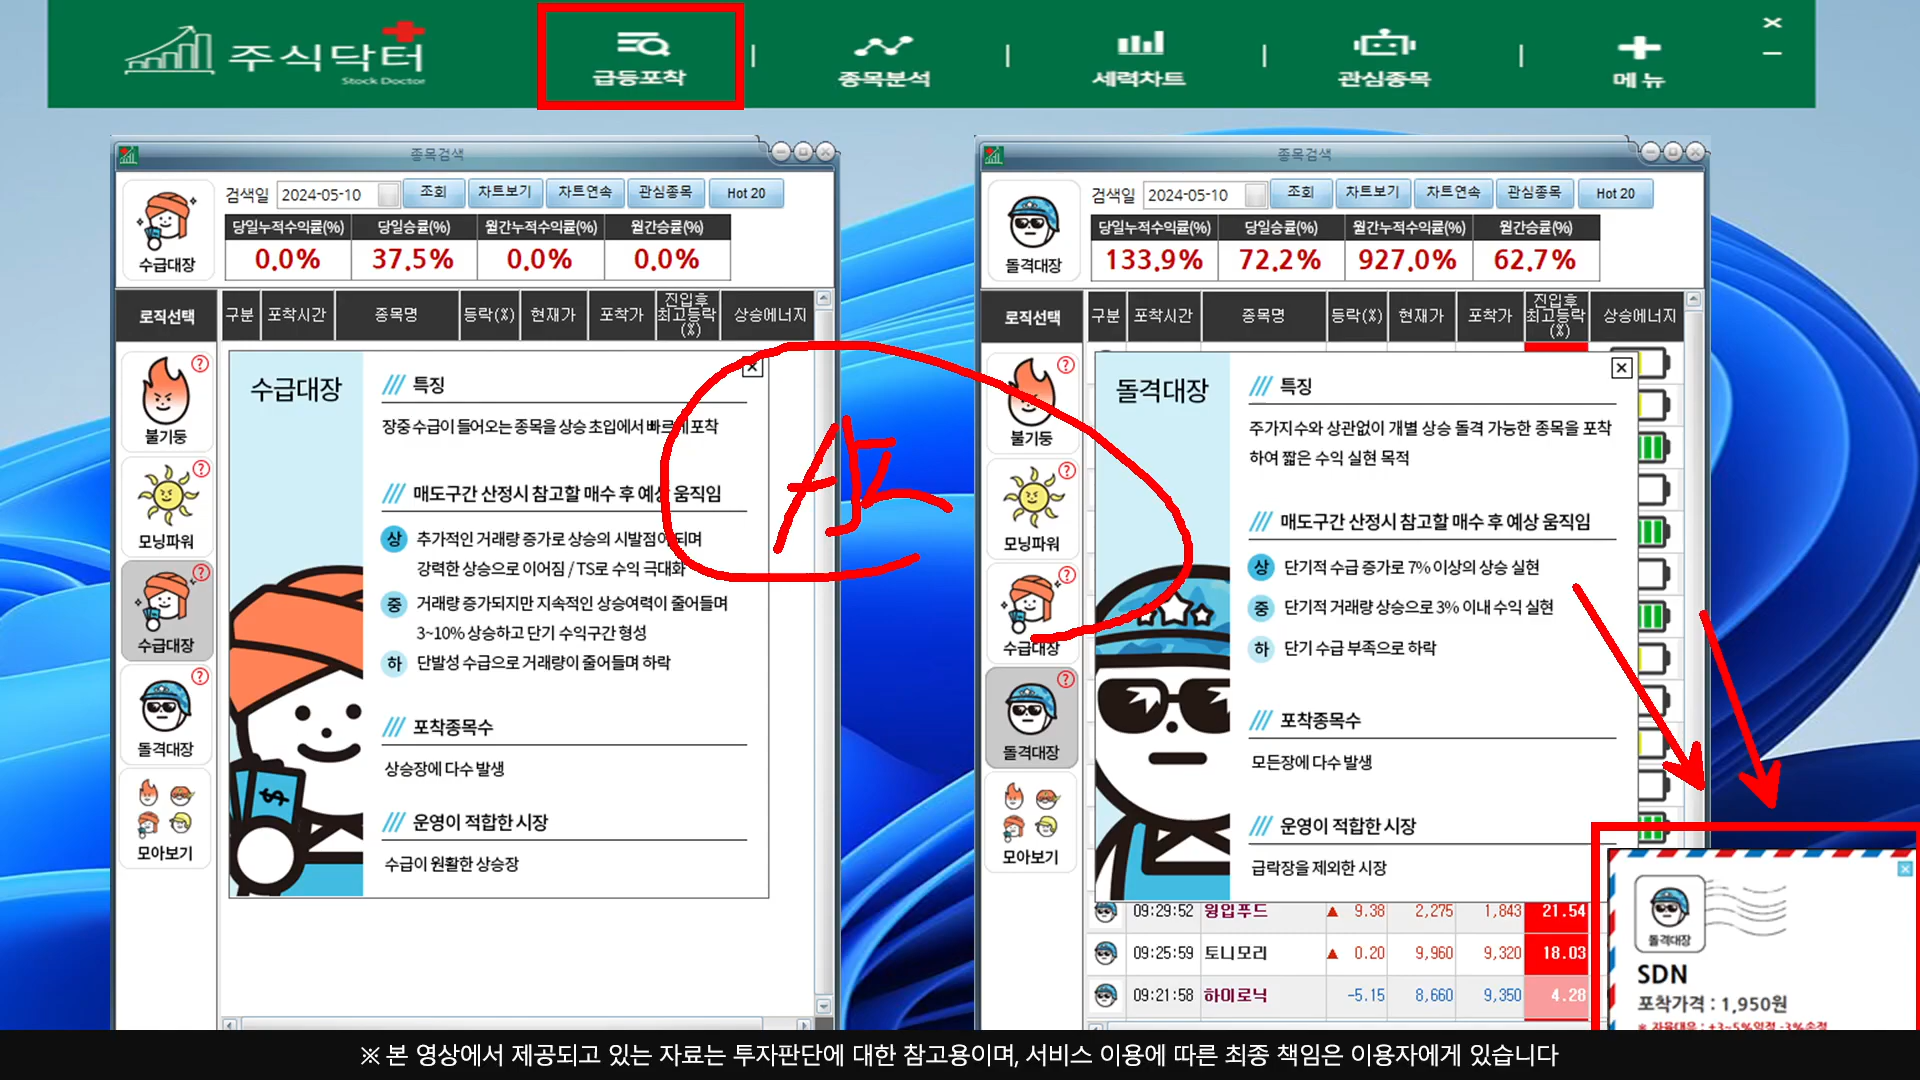 주식닥터
Stock Doctor
급등포착
종목분석
세력차트
관심종목
메뉴
종목검색
수급대장
검색일 2024-05-10 조회 차트보기 차트연속 관심종목 Hot 20
당일누적수익률(%) 당일승률(%) 월간누적수익률(%) 월간승률(%)
0.0% 37.5% 0.0% 0.0%
로직선택 구분 포착시간 종목명 등락(%) 현재가 포착가 진입후 최고등락 (%) 상승에너지
불기둥
모닝파워
수급대장
돌격대장
모아보기
수급대장
/// 특징
장중 수급이 들어오는 종목을 상승 초입에서 빠르게 포착
/// 매도구간 산정시 참고할 매수 후 예상 움직임
상 추가적인 거래량 증가로 상승의 시발점이 되며
강력한 상승으로 이어짐 / TS로 수익 극대화
중 거래량 증가되지만 지속적인 상승여력이 줄어들며
3~10% 상승하고 단기 수익구간 형성
하 단발성 수급으로 거래량이 줄어들며 하락
/// 포착종목수
상승장에 다수 발생
/// 운영이 적합한 시장
수급이 원활한 상승장
종목검색
돌격대장
검색일 2024-05-10 조회 차트보기 차트연속 관심종목 Hot 20
당일누적수익률(%) 당일승률(%) 월간누적수익률(%) 월간승률(%)
133.9% 72.2% 927.0% 62.7%
로직선택 구분 포착시간 종목명 등락(%) 현재가 포착가 진입후 최고등락 (%) 상승에너지
불기둥
모닝파워
수급대장
돌격대장
모아보기
돌격대장
/// 특징
주가지수와 상관없이 개별 상승 돌격 가능한 종목을 포착
하여 짧은 수익 실현 목적
/// 매도구간 산정시 참고할 매수 후 예상 움직임
상 단기적 수급 증가로 7% 이상의 상승 실현
중 단기적 거래량 상승으로 3% 이내 수익 실현
하 단기 수급 부족으로 하락
/// 포착종목수
모든장에 다수 발생
/// 운영이 적합한 시장
급락장을 제외한 시장
09:29:52 윙입푸드 ▲ 9.38 2,275 1,843 21.54
09:25:59 토니모리 ▲ 0.20 9,960 9,320 18.03
09:21:58 하이로닉 -5.15 8,660 9,350 4.28
돌격대장
SDN
포착가격 : 1,950원
※ 본 영상에서 제공되고 있는 자료는 투자판단에 대한 참고용이며, 서비스 이용에 따른 최종 책임은 이용자에게 있습니다